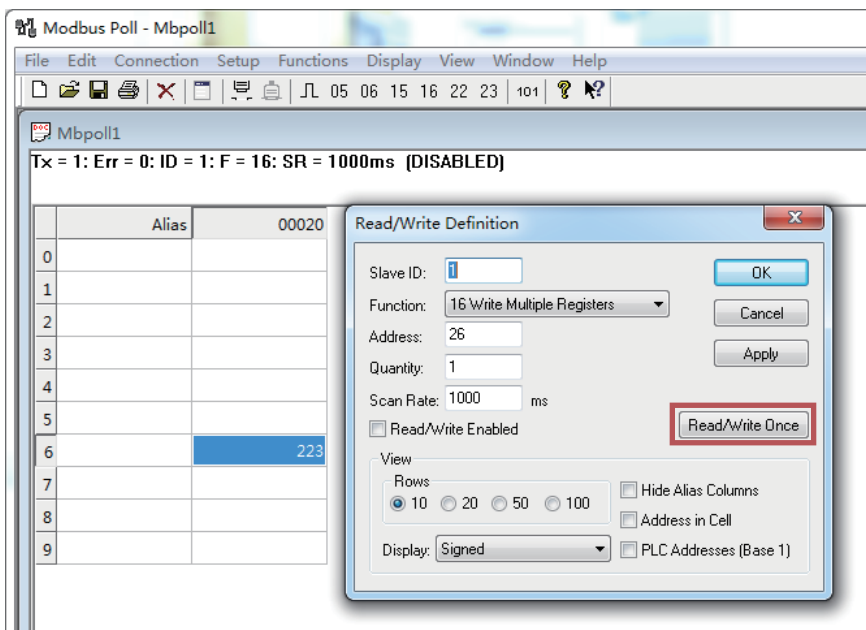 Modbus Poll - Mbpoll1
File Edit Connection Setup Functions Display View Window Help
05 06 15 16 22 23 101
Mbpoll1
Tx = 1: Err = 0: ID = 1: F = 16: SR = 1000ms (DISABLED)
Alias 00020
0
1
2
3
4
5
6 223
7
8
9
Read/Write Definition
Slave ID: 1
OK
Function: 16 Write Multiple Registers
Cancel
Address: 26
Quantity: 1
Apply
Scan Rate: 1000 ms
Read/Write Enabled
Read/Write Once
View
Rows
10 20 50 100
Hide Alias Columns
Address in Cell
Display: Signed
PLC Addresses (Base 1)